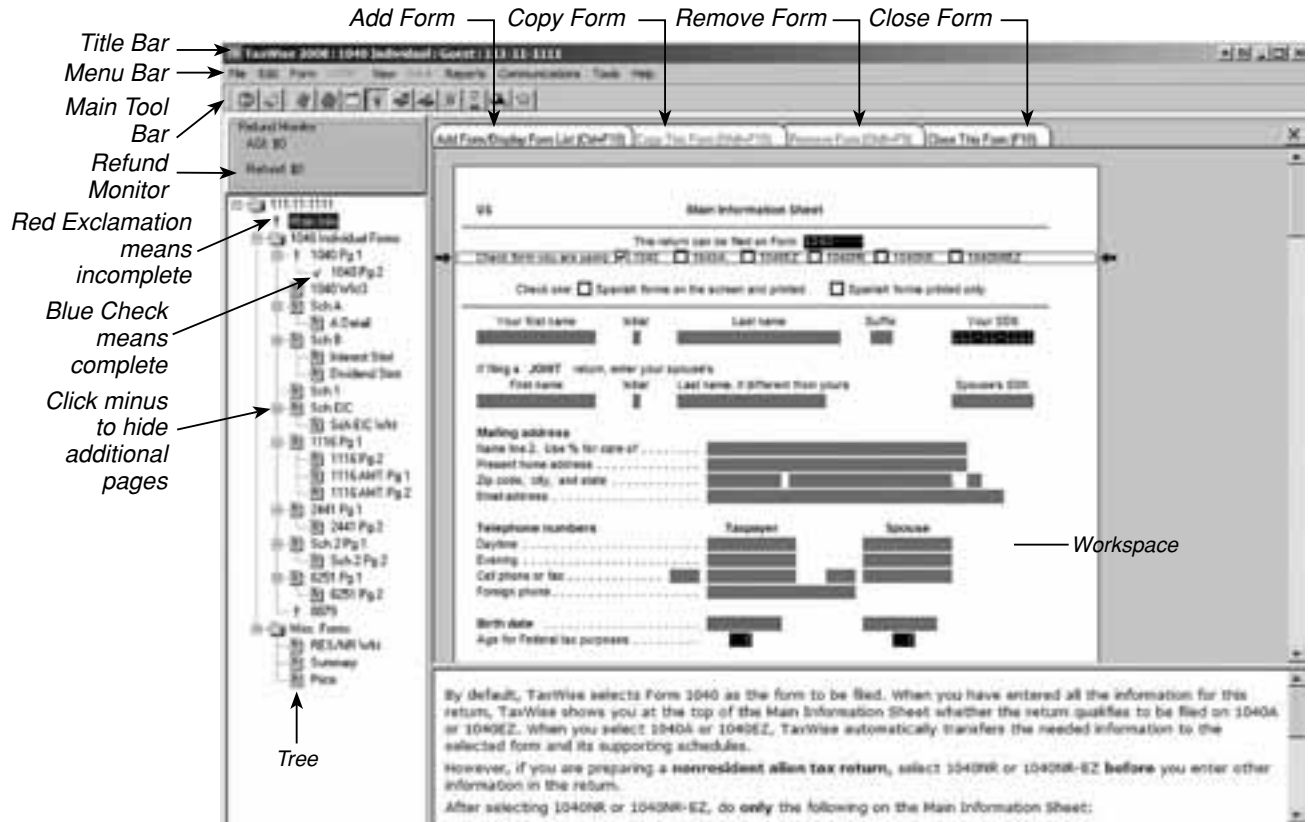 Add Form
Copy Form
Remove Form
Close Form
Title Bar
Menu Bar
Main Tool
Bar
Refund
Monitor
Red Exclamation
means
incomplete
Blue Check
means
complete
Click minus
to hide
additional
pages
Tree
Workspace
TaxWise 2006 : 1040 Individual : Guest : 111-11-1111
File Edit Form View Reports Communications Tools Help
Refund Monitor
AGI: $0
Refund: $0
Add Form/Display Form List (Ctrl+F10)
Copy This Form (Shift+F10)
Remove Form (Shift+F9)
Close This Form (F10)
111-11-1111
Main Info
1040 Individual Forms
1040 Pg 1
1040 Pg 2
1040 Wkt3
Sch A
A Detail
Sch B
Interest Stmt
Dividend Stmt
Sch 1
Sch EIC
Sch EIC Wkt
1116 Pg 1
1116 Pg 2
1116 AMT Pg 1
1116 AMT Pg 2
2441 Pg 1
2441 Pg 2
Sch 2 Pg 1
Sch 2 Pg 2
6251 Pg 1
6251 Pg 2
8879
Misc. Forms
RES/NR Wkt
Summary
Price
US Main Information Sheet
This return can be filed on Form 1040
Check form you are using 1040 1040A 1040EZ 1040NR 1040NR 1040NREZ
Check one: Spanish forms on the screen and printed Spanish forms printed only
Your first name Initial Last name Suffix Your SSN
111-11-1111
If filing a JOINT return, enter your spouse's
First name Initial Last name, if different from yours Spouse's SSN
Mailing address
Name line 2. Use % for care of
Present home address
Zip code, city, and state
Email address
Telephone numbers Taxpayer Spouse
Daytime
Evening
Cell phone or fax
Foreign phone
Birth date
Age for Federal tax purposes
By default, TaxWise selects Form 1040 as the form to be filed. When you have entered all the information for this
return, TaxWise shows you at the top of the Main Information Sheet whether the return qualifies to be filed on 1040A
or 1040EZ. When you select 1040A or 1040EZ, TaxWise automatically transfers the needed information to the
selected form and its supporting schedules.
However, if you are preparing a nonresident alien tax return, select 1040NR or 1040NR-EZ before you enter other
information in the return.
After selecting 1040NR or 1040NR-EZ, do only the following on the Main Information Sheet: